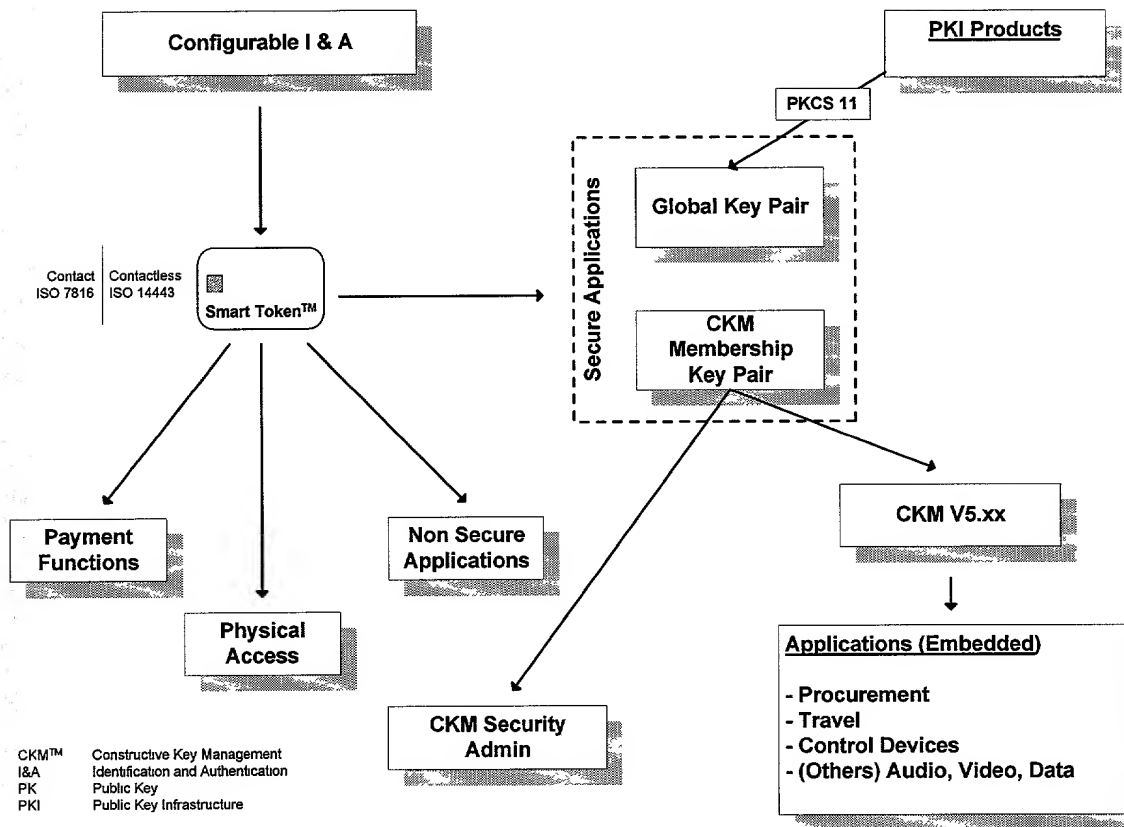 Configurable I & A
PKI Products
PKCS 11
Secure Applications
Global Key Pair
CKM
Membership
Key Pair
Contact
ISO 7816
Contactless
ISO 14443
Smart Token™
Payment
Functions
Non Secure
Applications
Physical
Access
CKM V5.xx
CKM Security
Admin
Applications (Embedded)
- Procurement
- Travel
- Control Devices
- (Others) Audio, Video, Data
CKM™ Constructive Key Management
I&A Identification and Authentication
PK Public Key
PKI Public Key Infrastructure